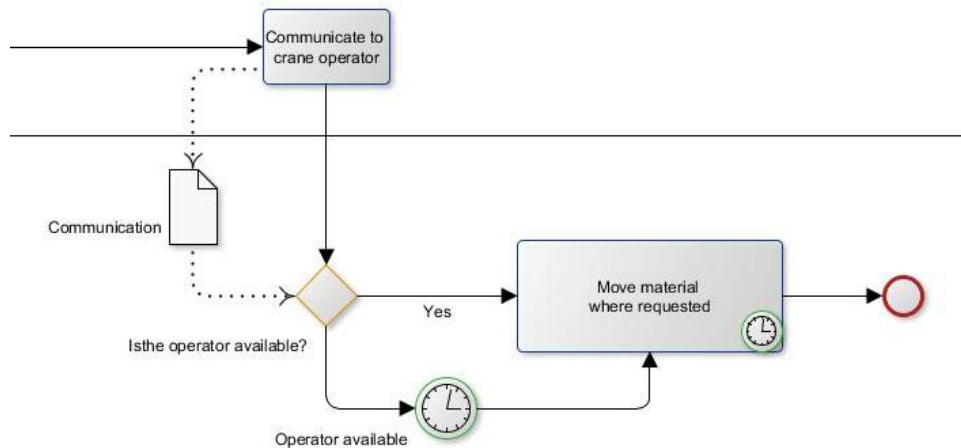 Communicate to
crane operator
Communication
Move material
where requested
Yes
Isthe operator available?
Operator available